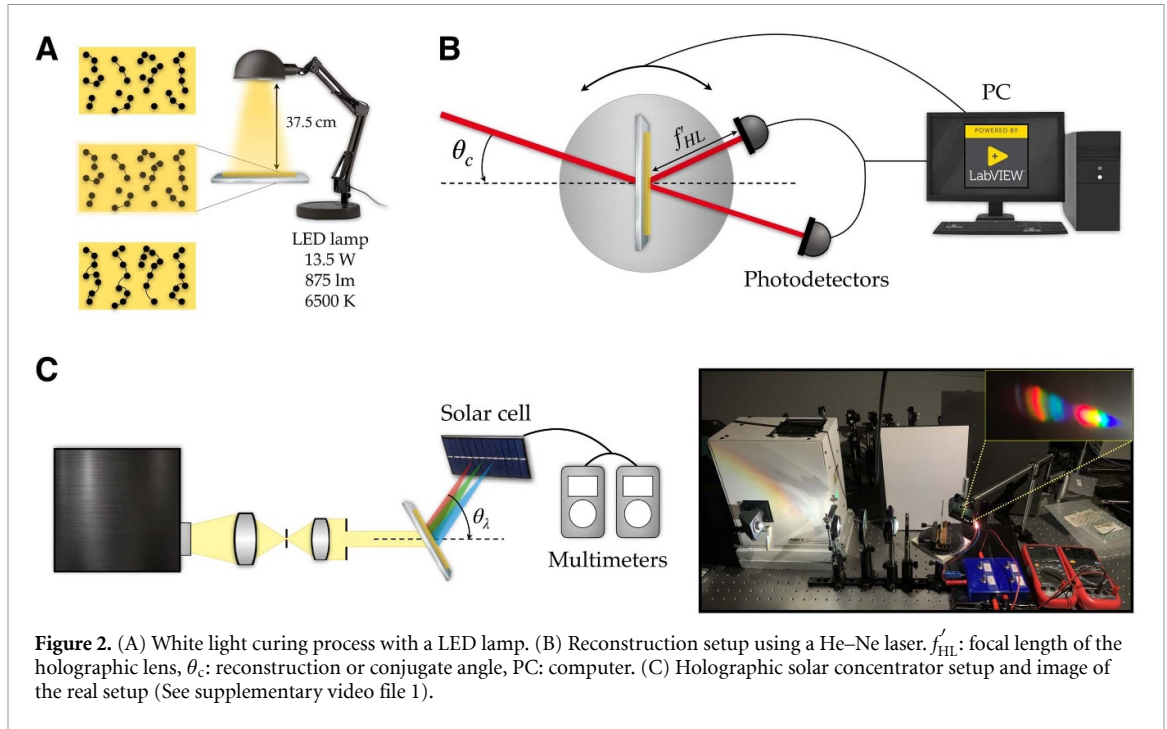 A
37.5 cm
LED lamp
13.5 W
875 lm
6500 K
B
θc
f′HL
Photodetectors
PC
POWERED BY
LabVIEW™
C
Solar cell
θλ
Multimeters
Figure 2. (A) White light curing process with a LED lamp. (B) Reconstruction setup using a He–Ne laser. f′HL: focal length of the
holographic lens, θc: reconstruction or conjugate angle, PC: computer. (C) Holographic solar concentrator setup and image of
the real setup (See supplementary video file 1).